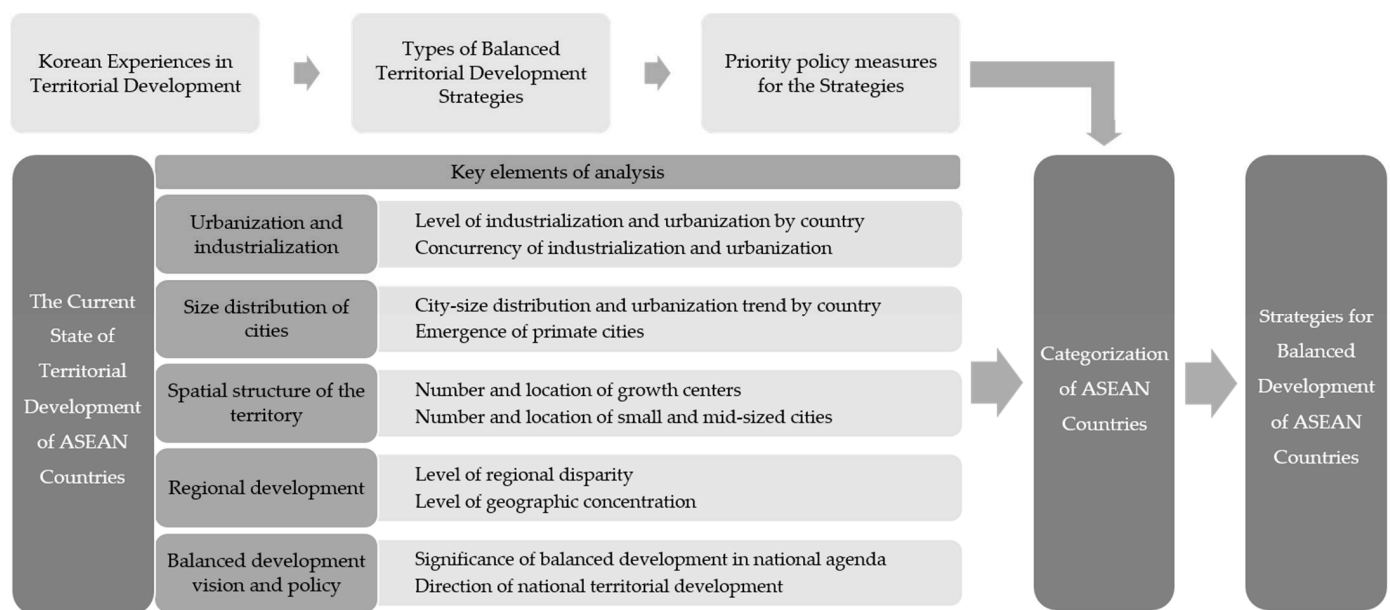 Korean Experiences in
Territorial Development
Types of Balanced
Territorial Development
Strategies
Priority policy measures
for the Strategies
The Current
State of
Territorial
Development
of ASEAN
Countries
Key elements of analysis
Urbanization and
industrialization
Level of industrialization and urbanization by country
Concurrency of industrialization and urbanization
Size distribution of
cities
City-size distribution and urbanization trend by country
Emergence of primate cities
Spatial structure of the
territory
Number and location of growth centers
Number and location of small and mid-sized cities
Regional development
Level of regional disparity
Level of geographic concentration
Balanced development
vision and policy
Significance of balanced development in national agenda
Direction of national territorial development
Categorization
of ASEAN
Countries
Strategies for
Balanced
Development
of ASEAN
Countries